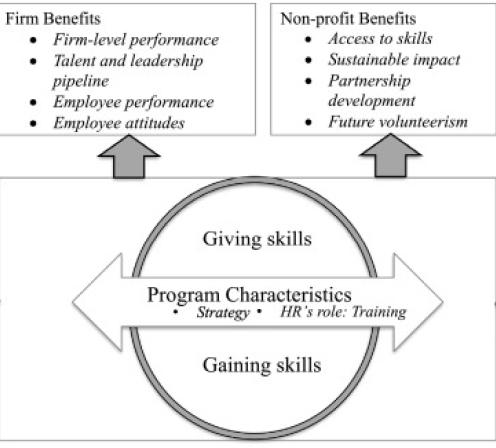 Firm Benefits
• Firm-level performance
• Talent and leadership
pipeline
• Employee performance
• Employee attitudes
Non-profit Benefits
• Access to skills
• Sustainable impact
• Partnership
development
• Future volunteerism
Giving skills
Program Characteristics
• Strategy • HR's role: Training
Gaining skills